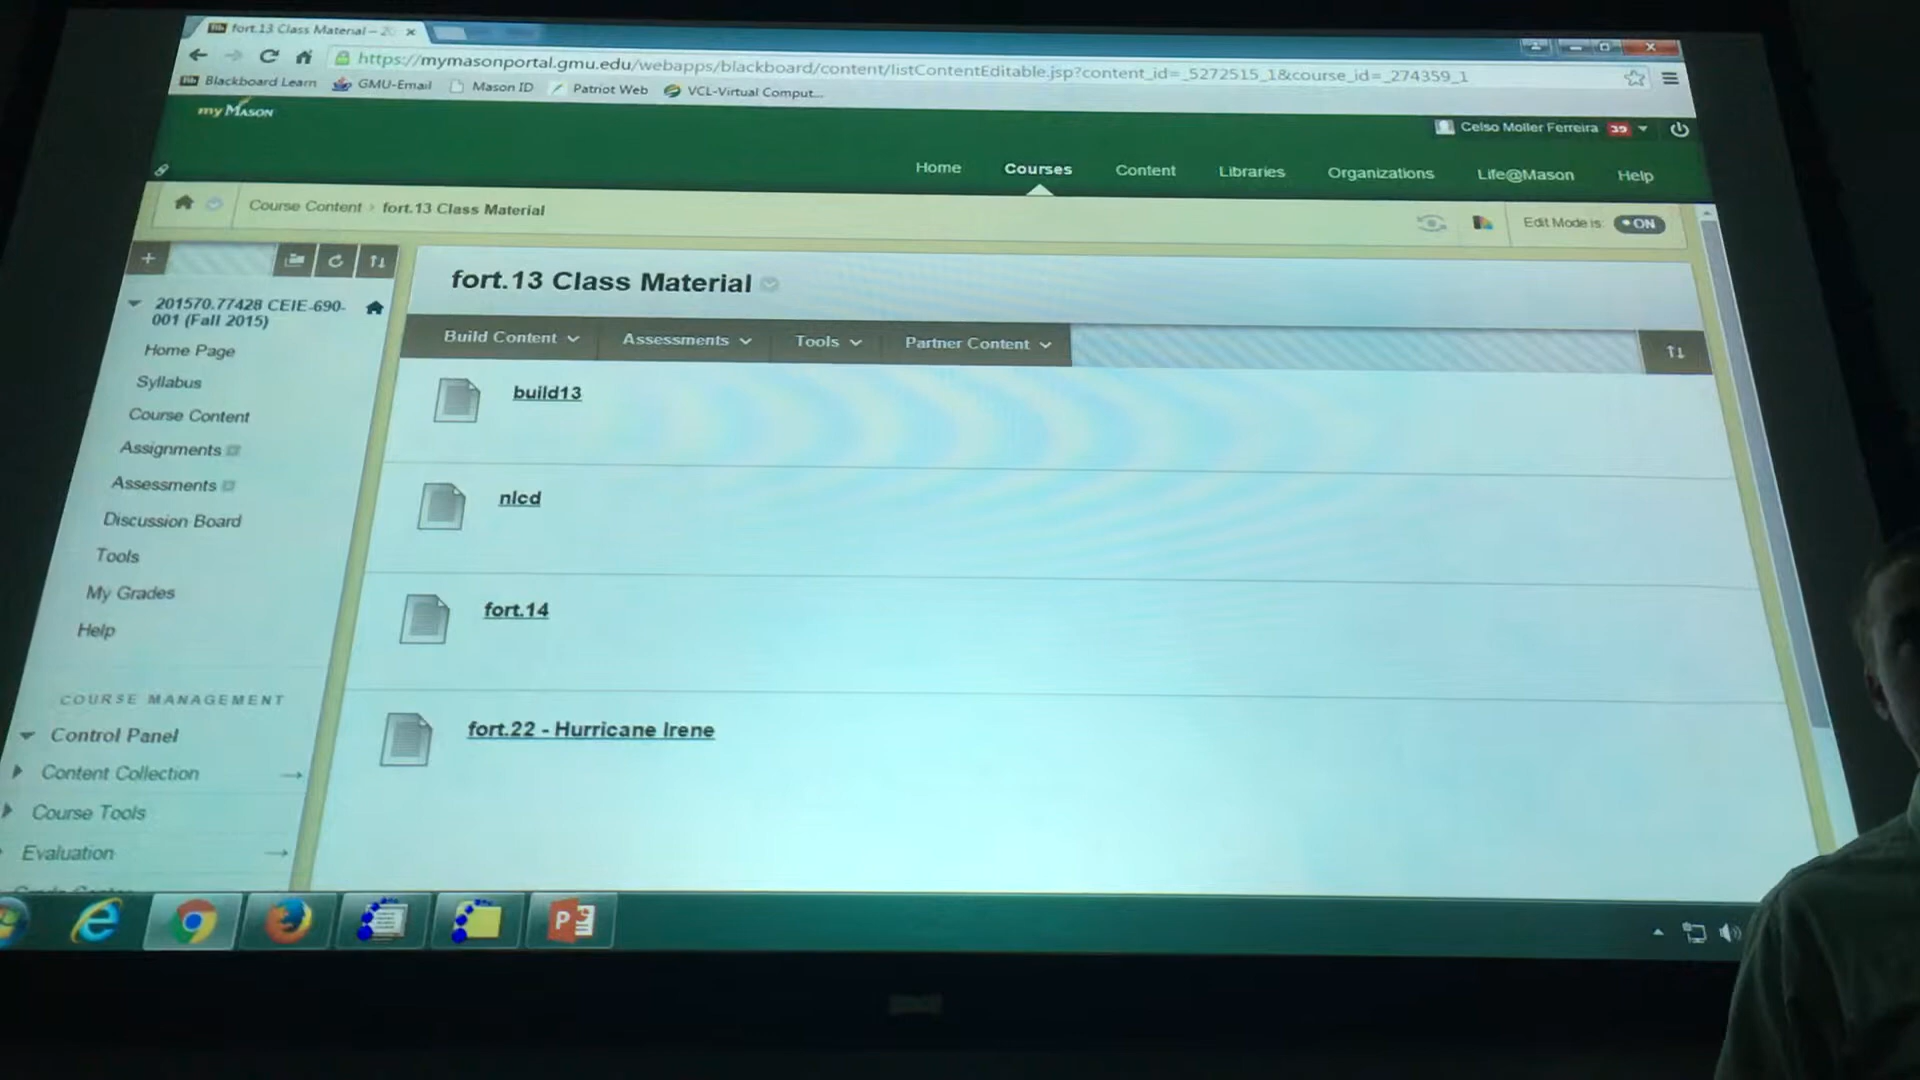 fort.13 Class Material – 20
https://mymasonportal.gmu.edu/webapps/blackboard/content/listContentEditable.jsp?content_id=_5272515_1&course_id=_274359_1
Blackboard Learn GMU-Email Mason ID Patriot Web VCL-Virtual Comput...
my MASON
Celso Moller Ferreira 39
Home Courses Content Libraries Organizations Life@Mason Help
Course Content > fort.13 Class Material
Edit Mode is: ON
201570.77428 CEIE-690-
001 (Fall 2015)
Home Page
Syllabus
Course Content
Assignments
Assessments
Discussion Board
Tools
My Grades
Help
COURSE MANAGEMENT
Control Panel
Content Collection
Course Tools
Evaluation
fort.13 Class Material
Build Content Assessments Tools Partner Content
build13
nlcd
fort.14
fort.22 - Hurricane Irene